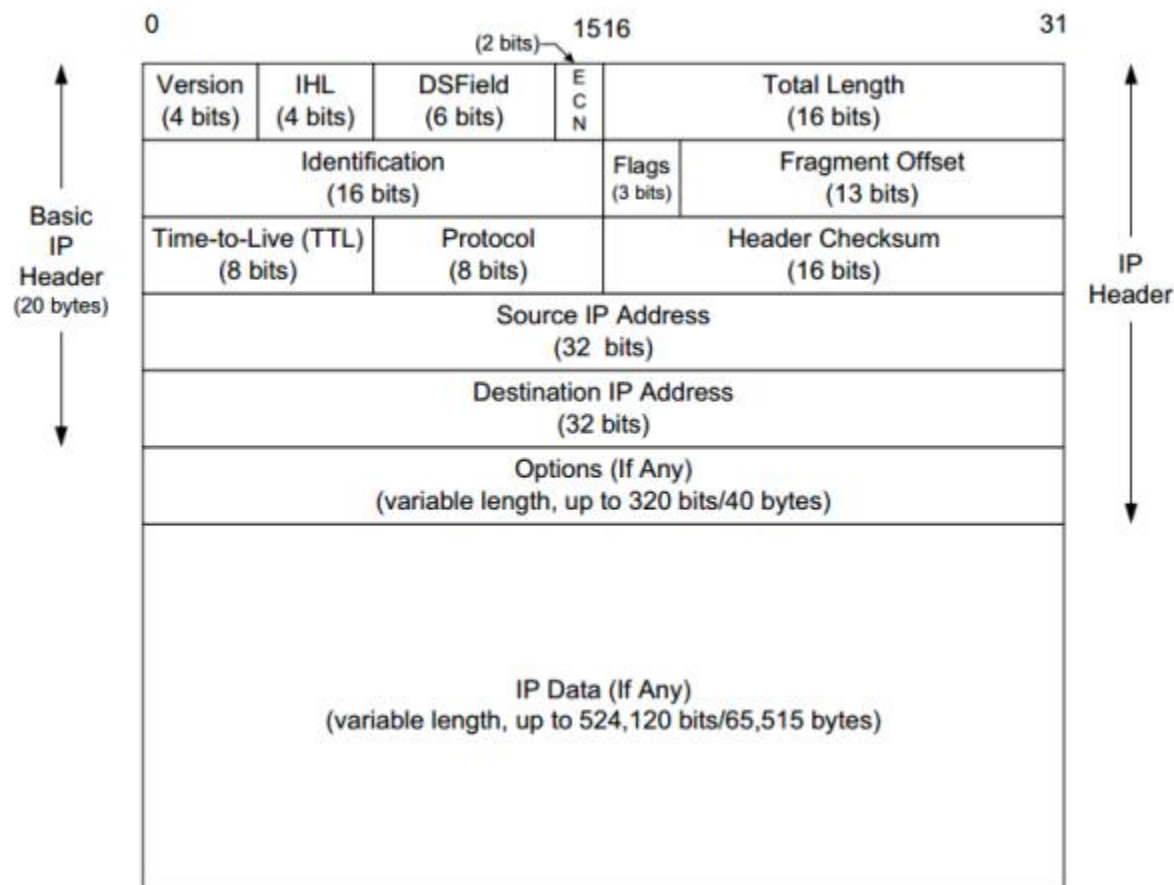 0 1516 31
(2 bits)
Version IHL DSField E Total Length
(4 bits) (4 bits) (6 bits) C (16 bits)
N
Identification Flags Fragment Offset
(16 bits) (3 bits) (13 bits)
Basic
IP
Header
(20 bytes)
Time-to-Live (TTL) Protocol Header Checksum
(8 bits) (8 bits) (16 bits)
IP
Header
Source IP Address
(32 bits)
Destination IP Address
(32 bits)
Options (If Any)
(variable length, up to 320 bits/40 bytes)
IP Data (If Any)
(variable length, up to 524,120 bits/65,515 bytes)